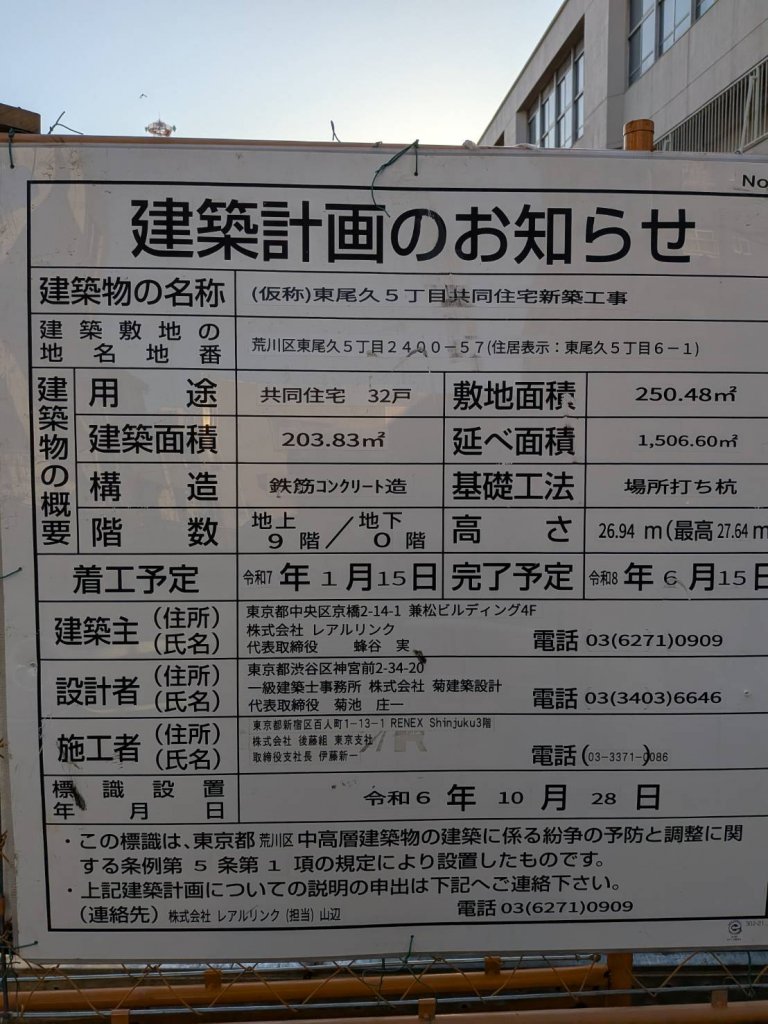 No
建築計画のお知らせ
建築物の名称 (仮称)東尾久5丁目共同住宅新築工事
建築敷地の地名地番 荒川区東尾久5丁目2400-57(住居表示:東尾久5丁目6-1)
建築物の概要
用途 共同住宅 32戸 敷地面積 250.48㎡
建築面積 203.83㎡ 延べ面積 1,506.60㎡
構造 鉄筋コンクリート造 基礎工法 場所打ち杭
階数 地上9階/地下0階 高さ 26.94 m(最高27.64m
着工予定 令和7年1月15日 完了予定 令和8年6月15日
建築主 (住所)(氏名) 東京都中央区京橋2-14-1 兼松ビルディング4F
株式会社 レアルリンク
代表取締役 蜂谷 実 電話 03(6271)0909
設計者 (住所)(氏名) 東京都渋谷区神宮前2-34-20
一級建築士事務所 株式会社 菊建築設計
代表取締役 菊池 庄一 電話 03(3403)6646
施工者 (住所)(氏名) 東京都新宿区百人町1-13-1 RENEX Shinjuku3階
株式会社 後藤組 東京支社
取締役支社長 伊藤新一 電話(03-3371-0086
標識設置年月日 令和6年10月28日
・この標識は、東京都 荒川区 中高層建築物の建築に係る紛争の予防と調整に関
する条例第5条第1項の規定により設置したものです。
・上記建築計画についての説明の申出は下記へご連絡下さい。
(連絡先) 株式会社 レアルリンク (担当) 山辺 電話 03(6271)0909